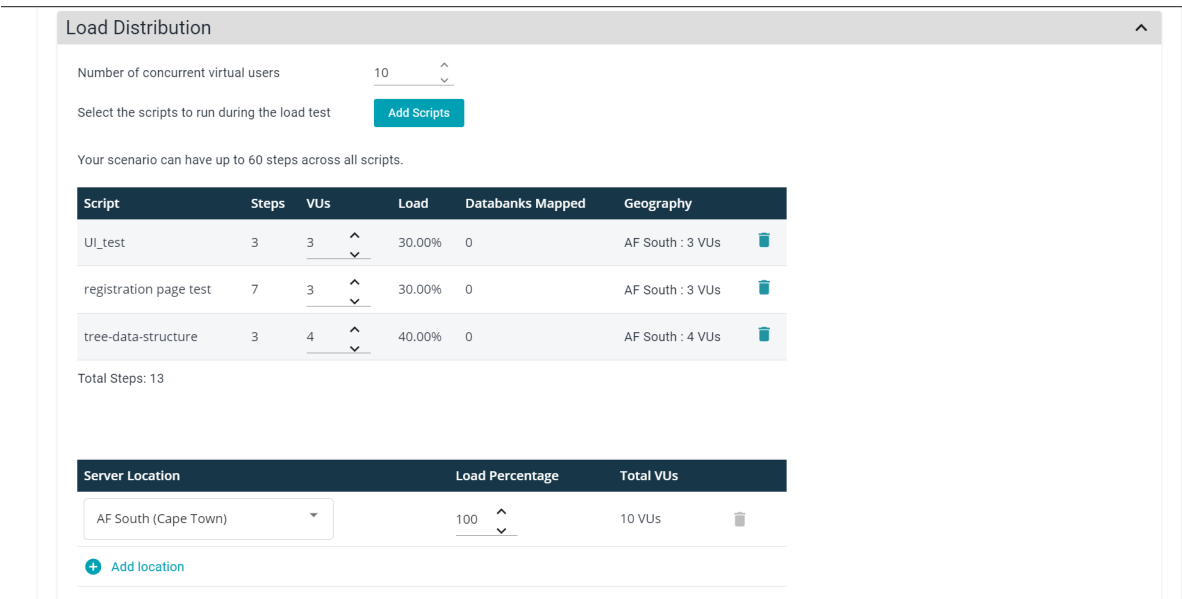 Load Distribution
Number of concurrent virtual users 10
Select the scripts to run during the load test Add Scripts
Your scenario can have up to 60 steps across all scripts.
Script Steps VUs Load Databanks Mapped Geography
UI_test 3 3 30.00% 0 AF South : 3 VUs
registration page test 7 3 30.00% 0 AF South : 3 VUs
tree-data-structure 3 4 40.00% 0 AF South : 4 VUs
Total Steps: 13
Server Location Load Percentage Total VUs
AF South (Cape Town) 100 10 VUs
Add location